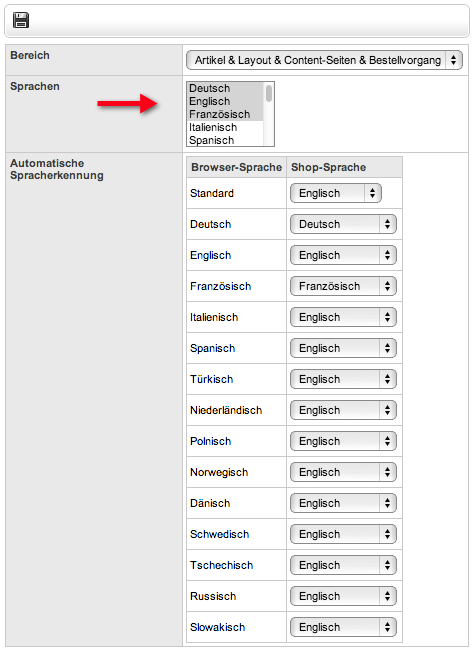 Bereich
Artikel & Layout & Content-Seiten & Bestellvorgang
Sprachen
Deutsch
Englisch
Französisch
Italienisch
Spanisch
Automatische
Spracherkennung
Browser-Sprache Shop-Sprache
Standard Englisch
Deutsch Deutsch
Englisch Englisch
Französisch Französisch
Italienisch Englisch
Spanisch Englisch
Türkisch Englisch
Niederländisch Englisch
Polnisch Englisch
Norwegisch Englisch
Dänisch Englisch
Schwedisch Englisch
Tschechisch Englisch
Russisch Englisch
Slowakisch Englisch